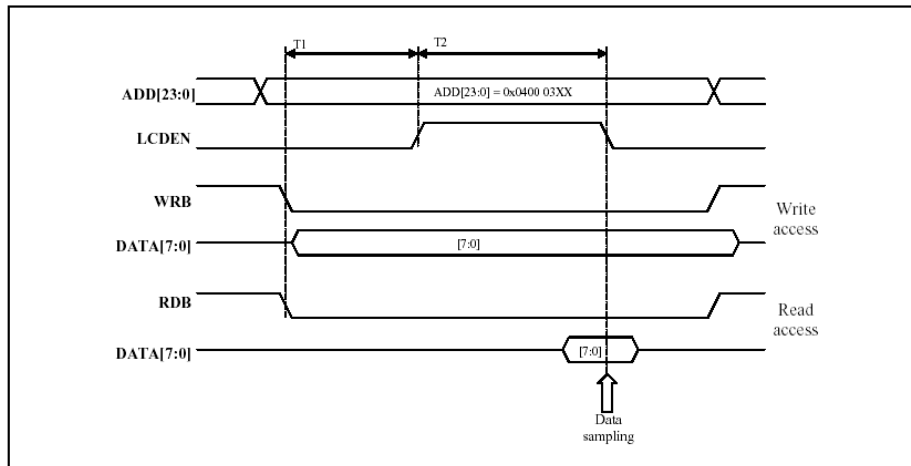 T1
T2
ADD[23:0]
ADD[23:0] = 0x0400 03XX
LCDEN
WRB
Write
access
DATA[7:0]
[7:0]
RDB
Read
access
DATA[7:0]
[7:0]
Data
sampling